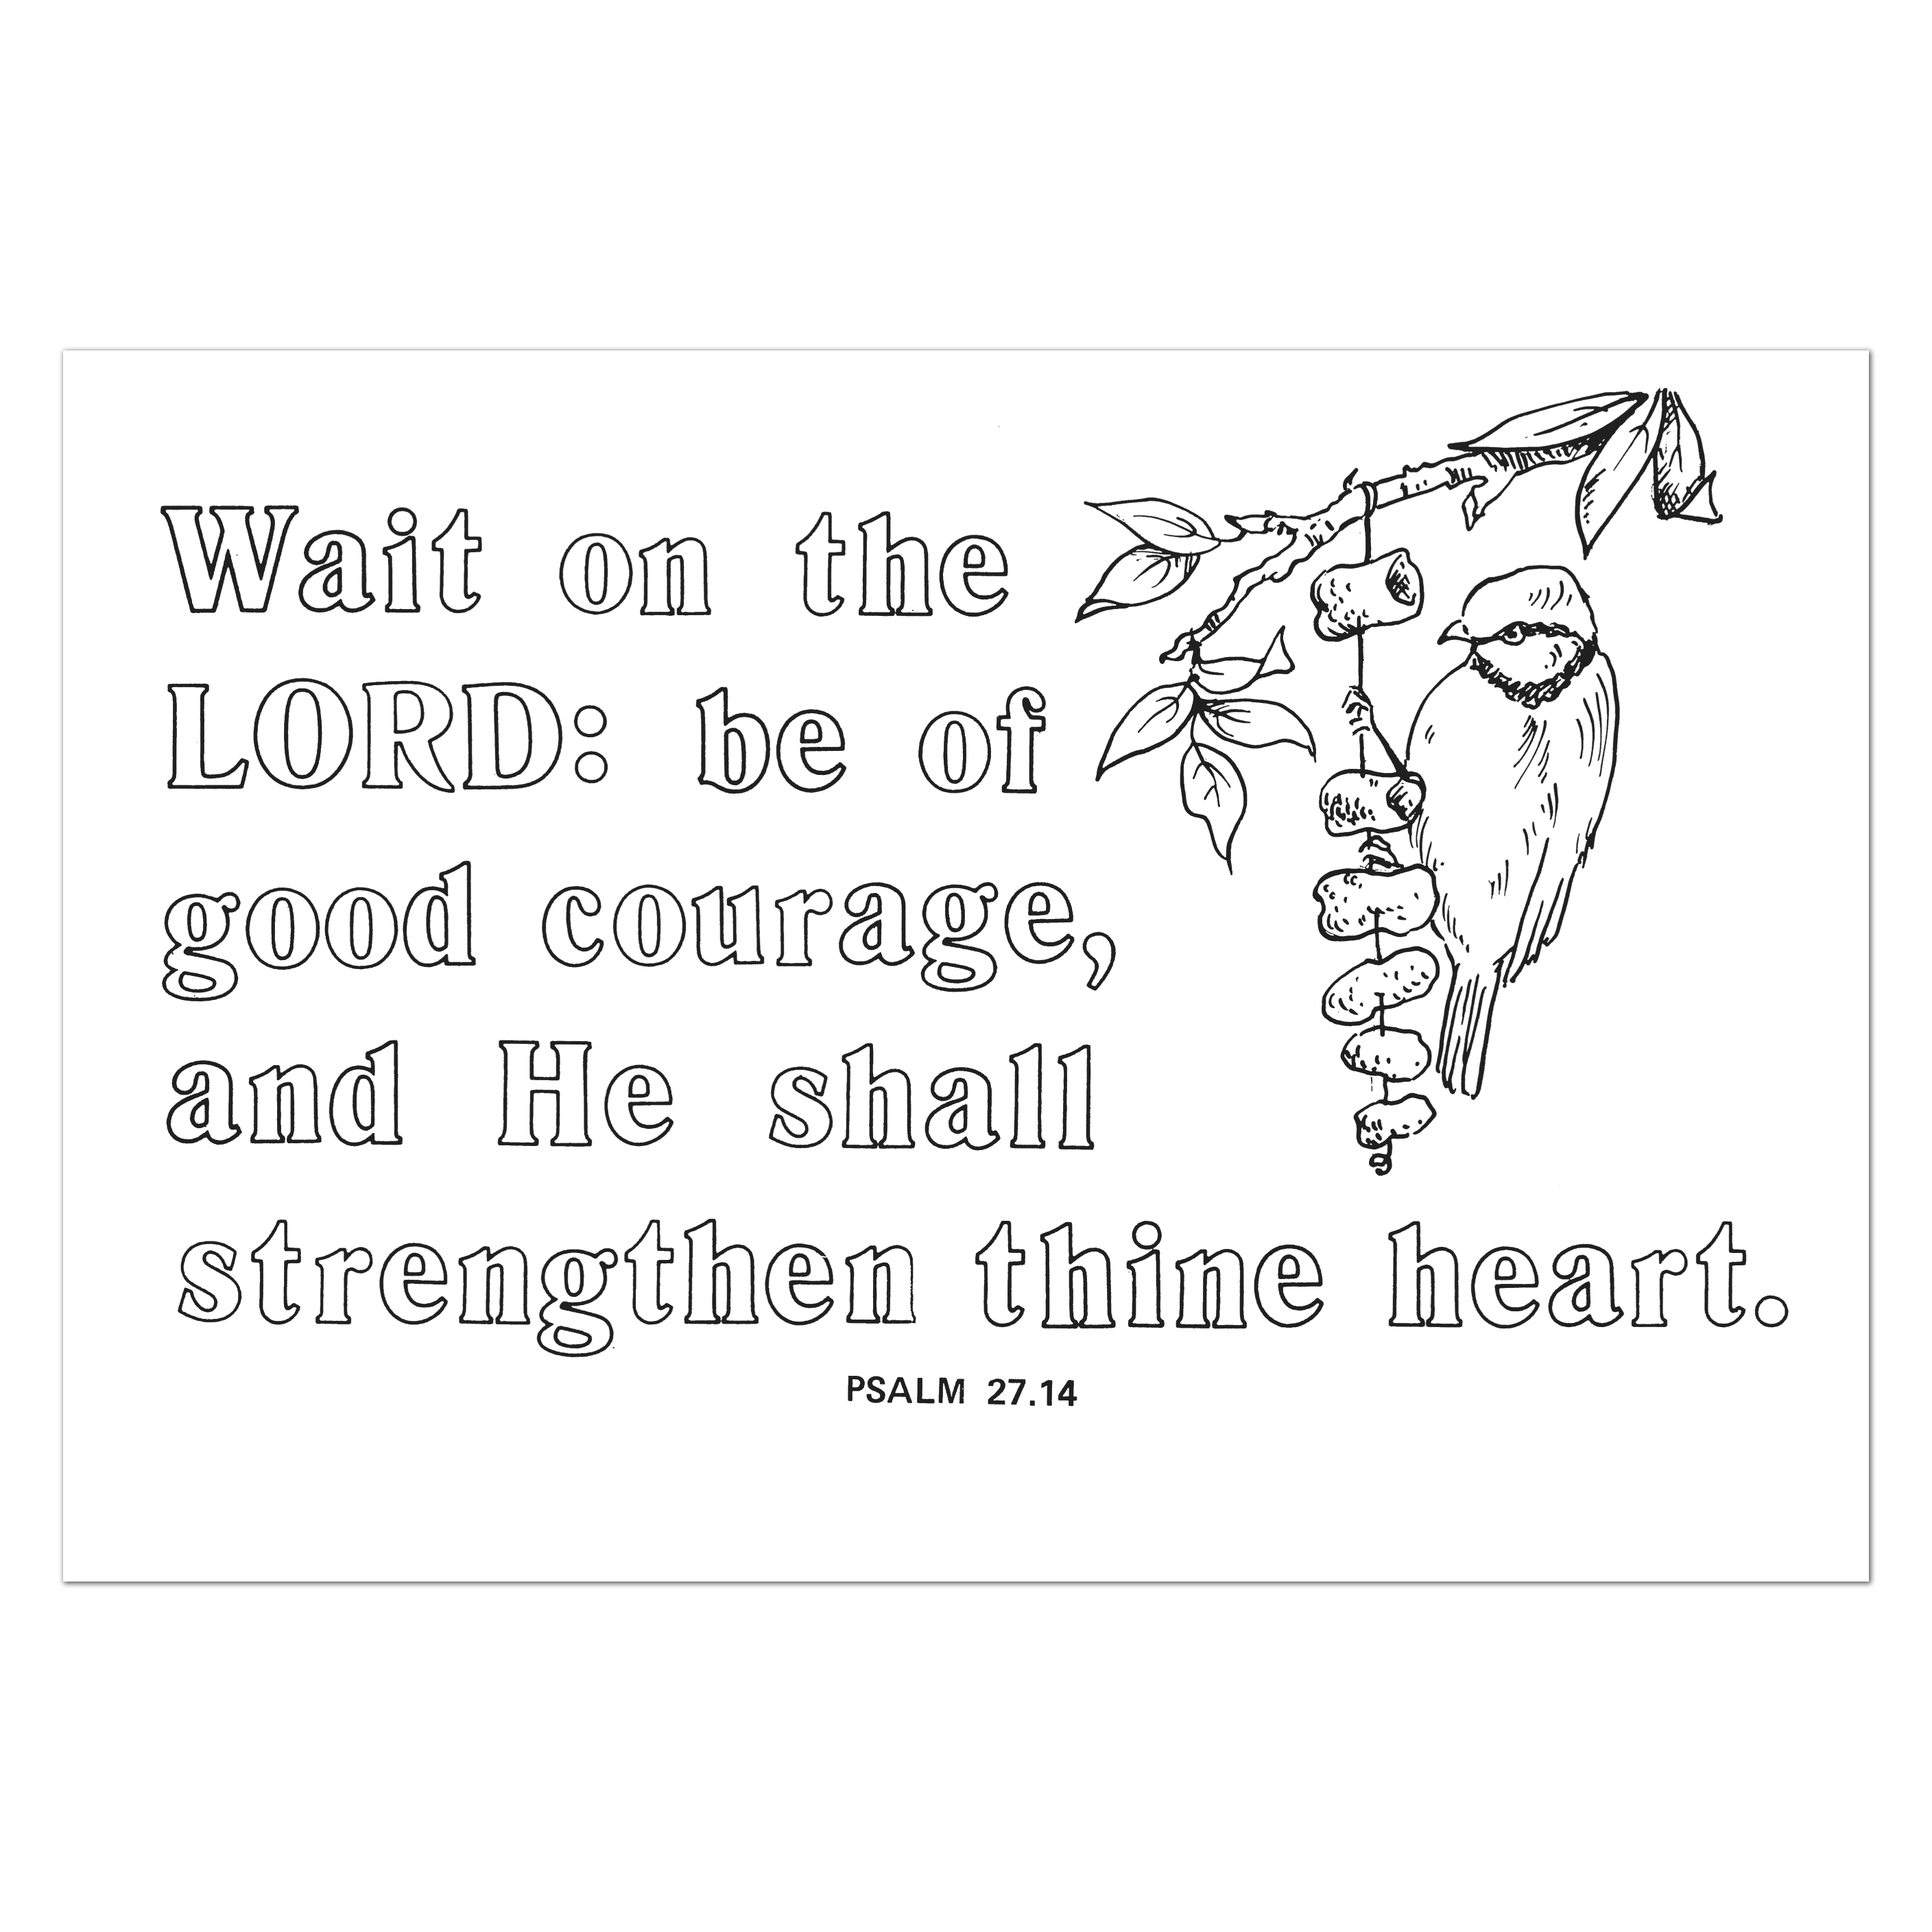 Wait on the
LORD: be of
good courage,
and He shall
strengthen thine heart.
PSALM 27.14